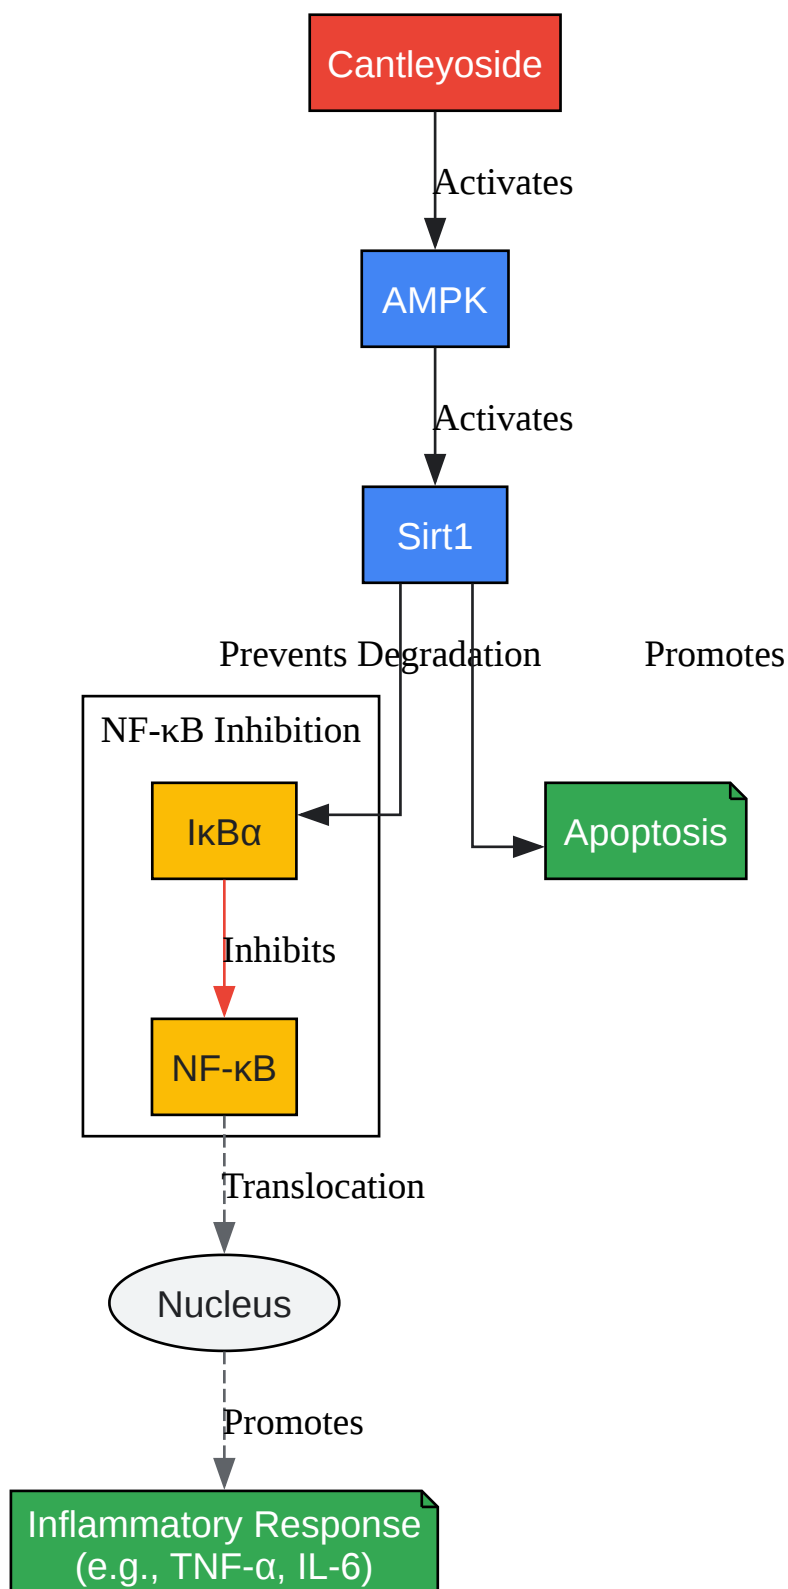 Cantleyoside
Activates
AMPK
Activates
Sirt1
Prevents Degradation
Promotes
NF-κB Inhibition
IκBα
Apoptosis
Inhibits
NF-κB
Translocation
Nucleus
Promotes
Inflammatory Response
(e.g., TNF-α, IL-6)